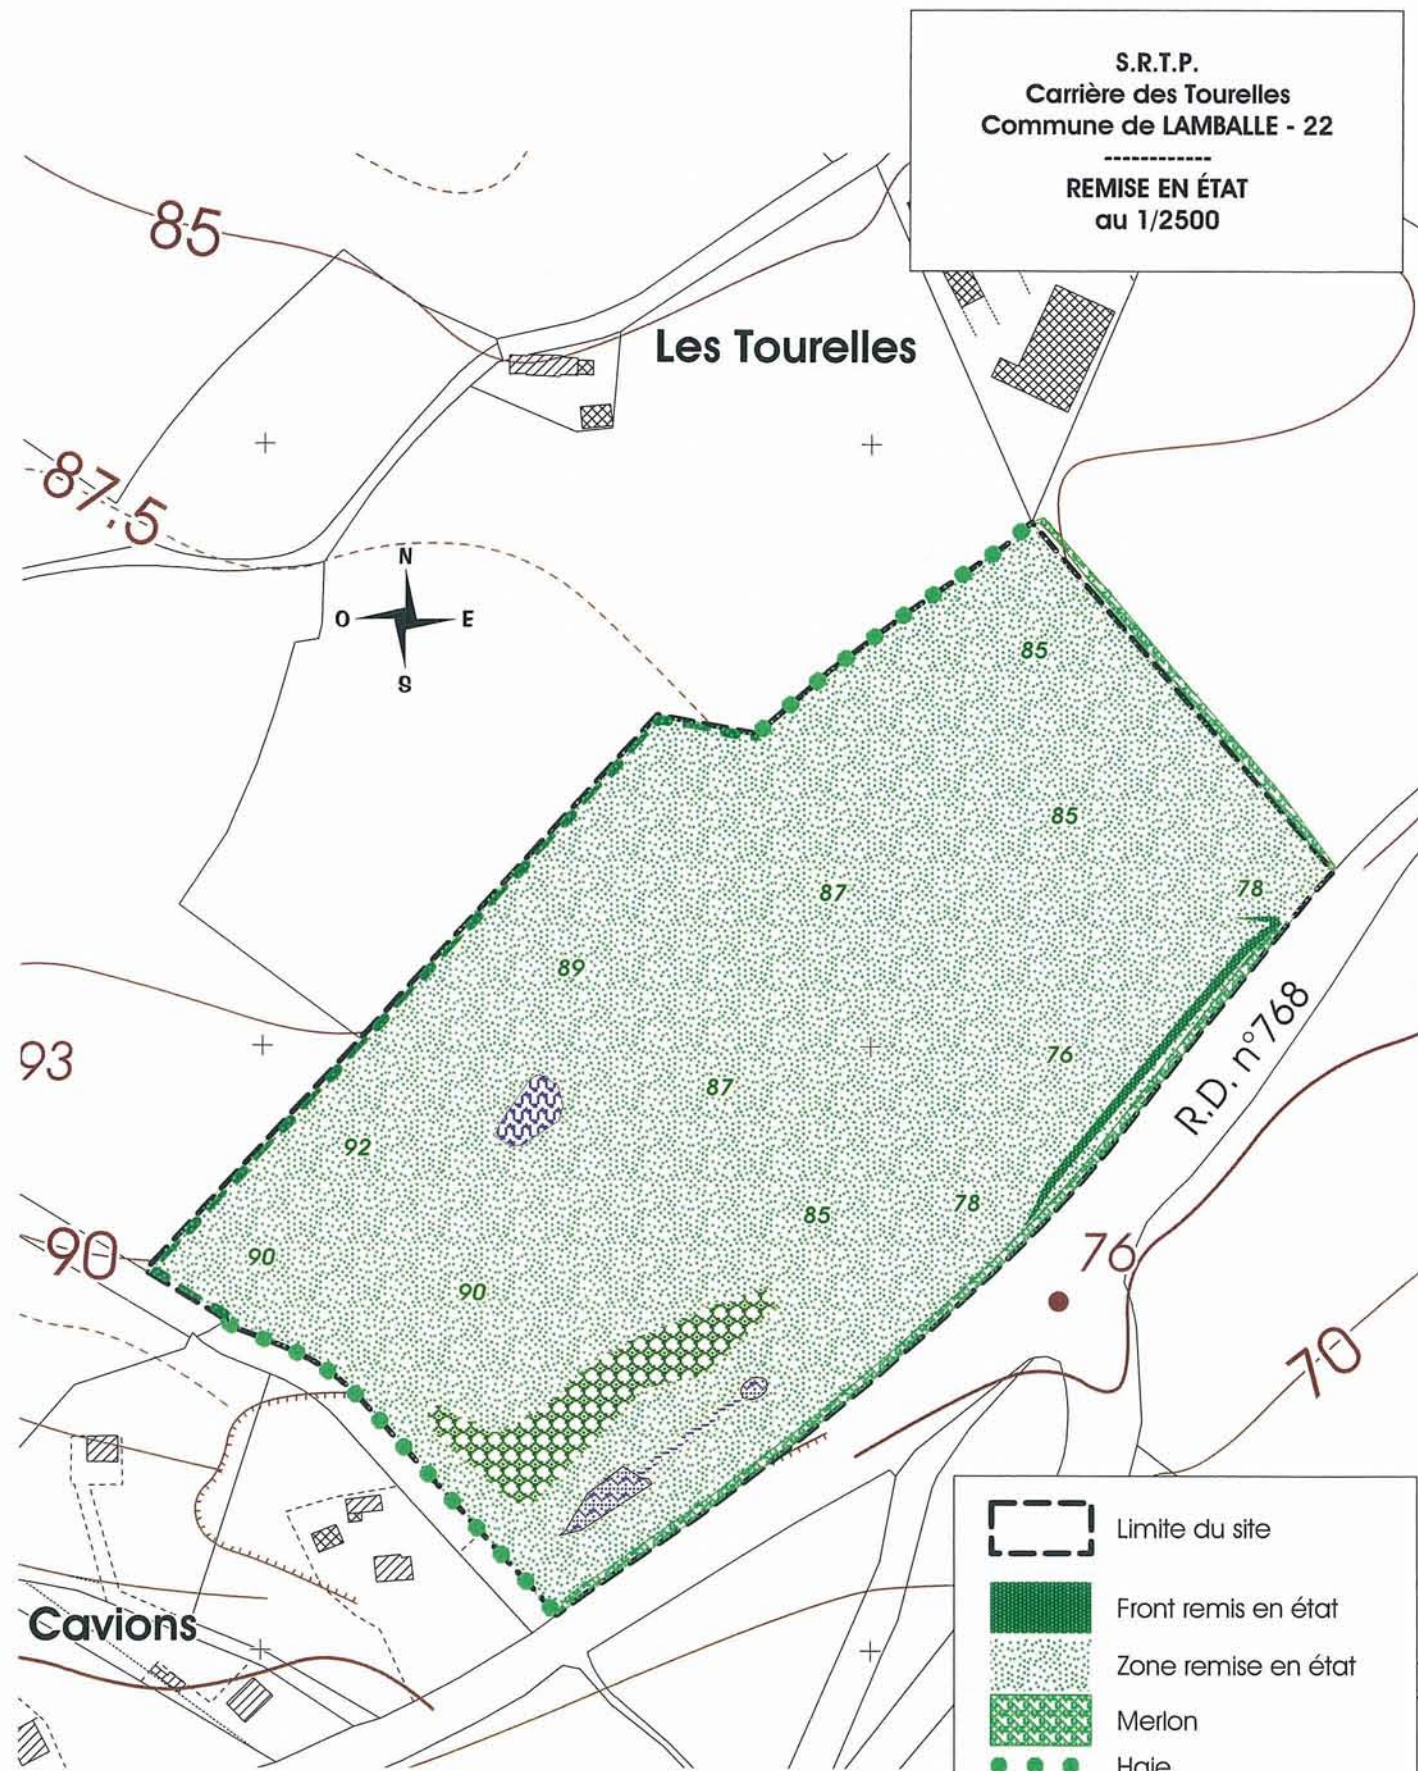 S.R.T.P.
Carrière des Tourelles
Commune de LAMBALLE - 22
------------
REMISE EN ÉTAT
au 1/2500
85
Les Tourelles
87.5
N
O E
S
85
85
87
78
89
R.D. n°768
93
76
87
92
85
78
90
90
76
90
70
Cavions
Limite du site
Front remis en état
Zone remise en état
Merlon
Haie